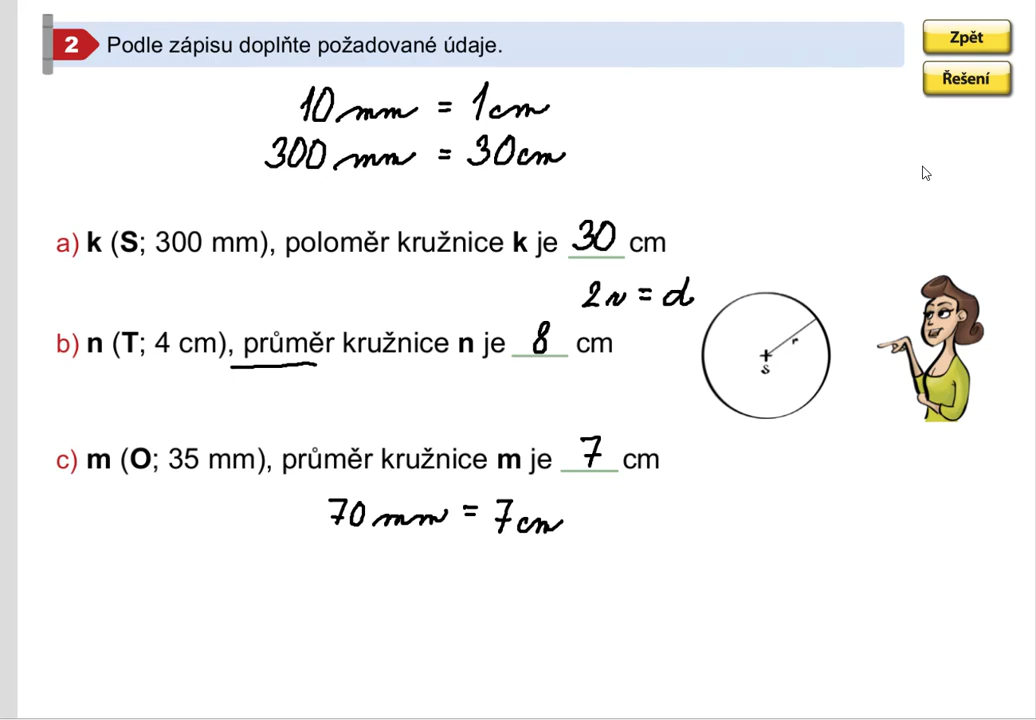 2 Podle zápisu doplňte požadované údaje.
Zpět
Řešení
10 mm = 1 cm
300 mm = 30 cm
a) k (S; 300 mm), poloměr kružnice k je 30 cm
2r = d
b) n (T; 4 cm), průměr kružnice n je 8 cm
r
S
c) m (O; 35 mm), průměr kružnice m je 7 cm
70 mm = 7 cm